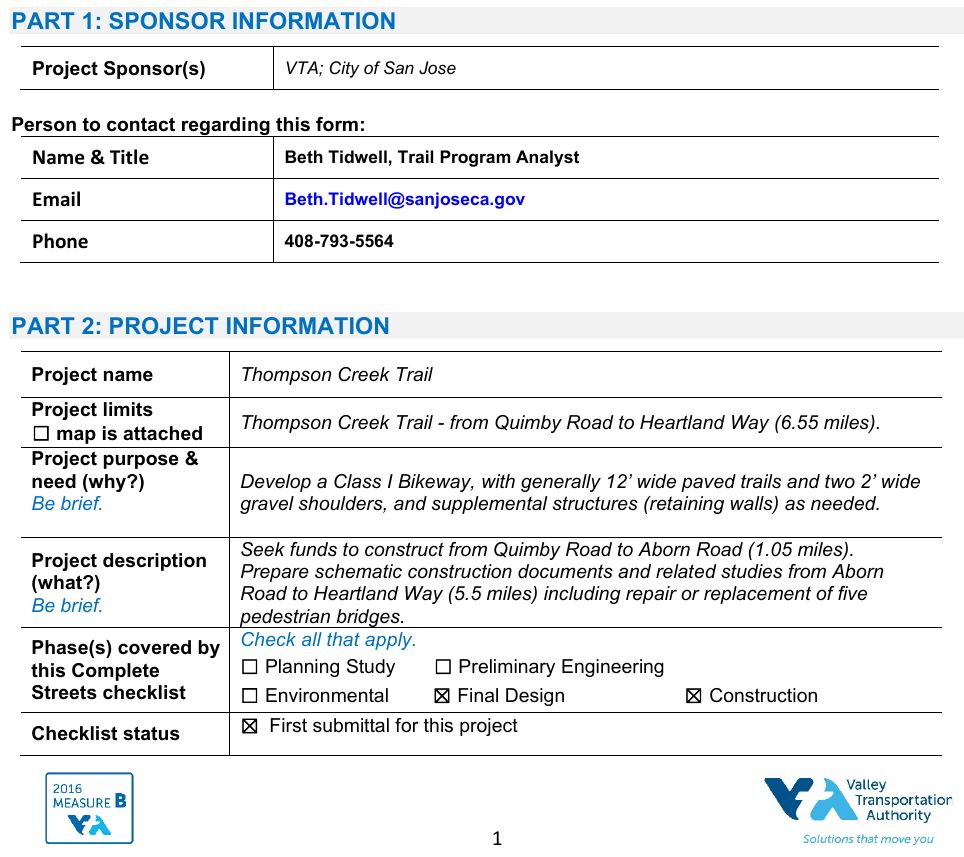 PART 1: SPONSOR INFORMATION
Project Sponsor(s) VTA; City of San Jose
Person to contact regarding this form:
Name & Title Beth Tidwell, Trail Program Analyst
Email Beth.Tidwell@sanjoseca.gov
Phone 408-793-5564
PART 2: PROJECT INFORMATION
Project name Thompson Creek Trail
Project limits
☐ map is attached
Thompson Creek Trail - from Quimby Road to Heartland Way (6.55 miles).
Project purpose &
need (why?)
Be brief.
Develop a Class I Bikeway, with generally 12’ wide paved trails and two 2’ wide
gravel shoulders, and supplemental structures (retaining walls) as needed.
Project description
(what?)
Be brief.
Seek funds to construct from Quimby Road to Aborn Road (1.05 miles).
Prepare schematic construction documents and related studies from Aborn
Road to Heartland Way (5.5 miles) including repair or replacement of five
pedestrian bridges.
Phase(s) covered by
this Complete
Streets checklist
Check all that apply.
☐ Planning Study ☐ Preliminary Engineering
☐ Environmental ☒ Final Design ☒ Construction
Checklist status
☒ First submittal for this project
2016
MEASURE B
VTA
1
VTA
Valley
Transportation
Authority
Solutions that move you